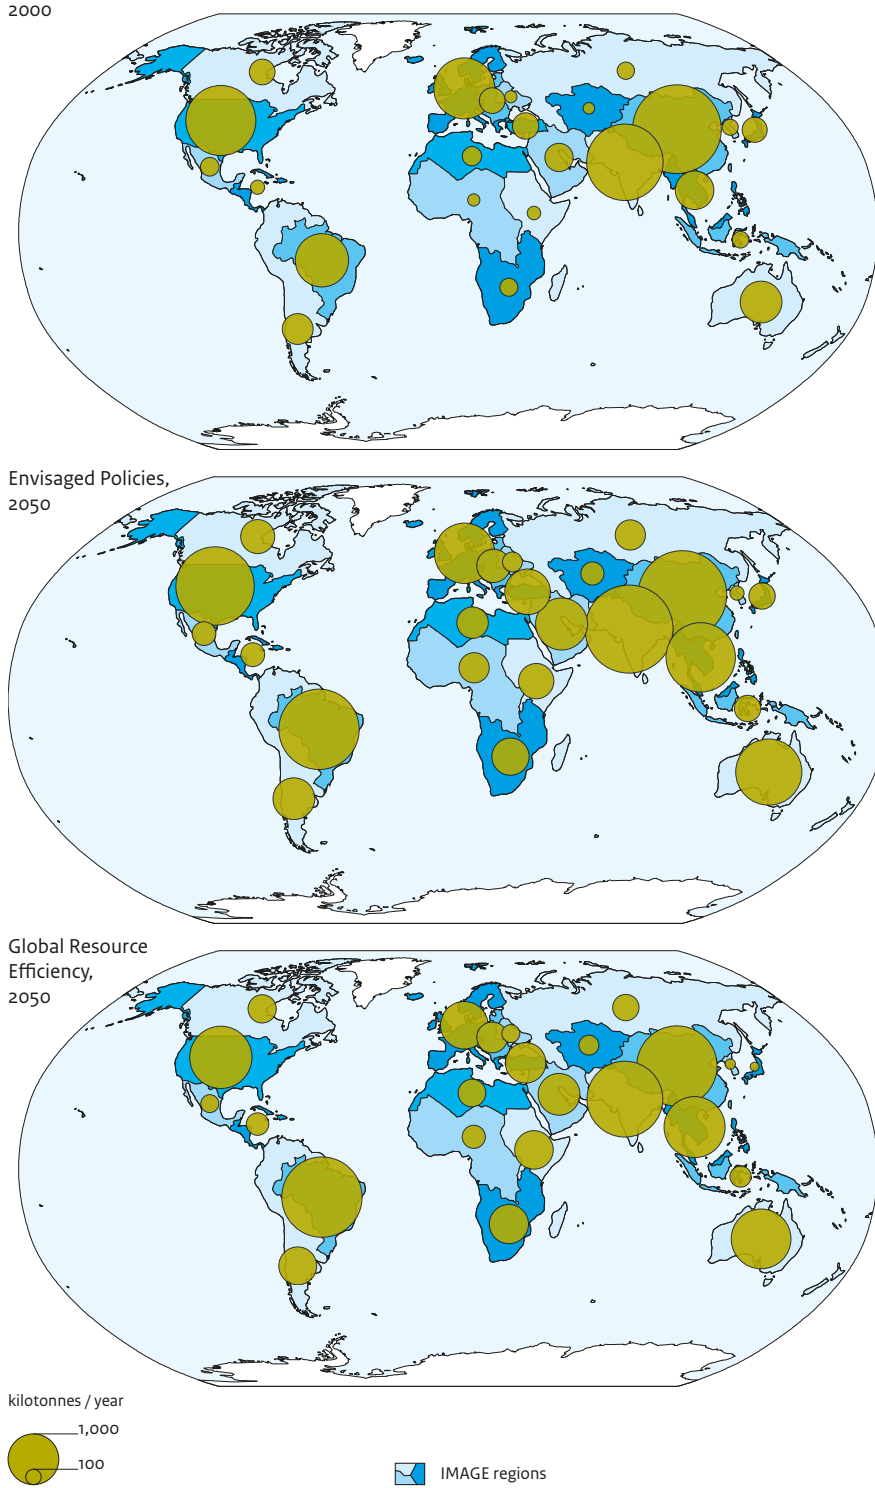 2000
Envisaged Policies,
2050
Global Resource
Efficiency,
2050
kilotonnes / year
1,000
100
IMAGE regions